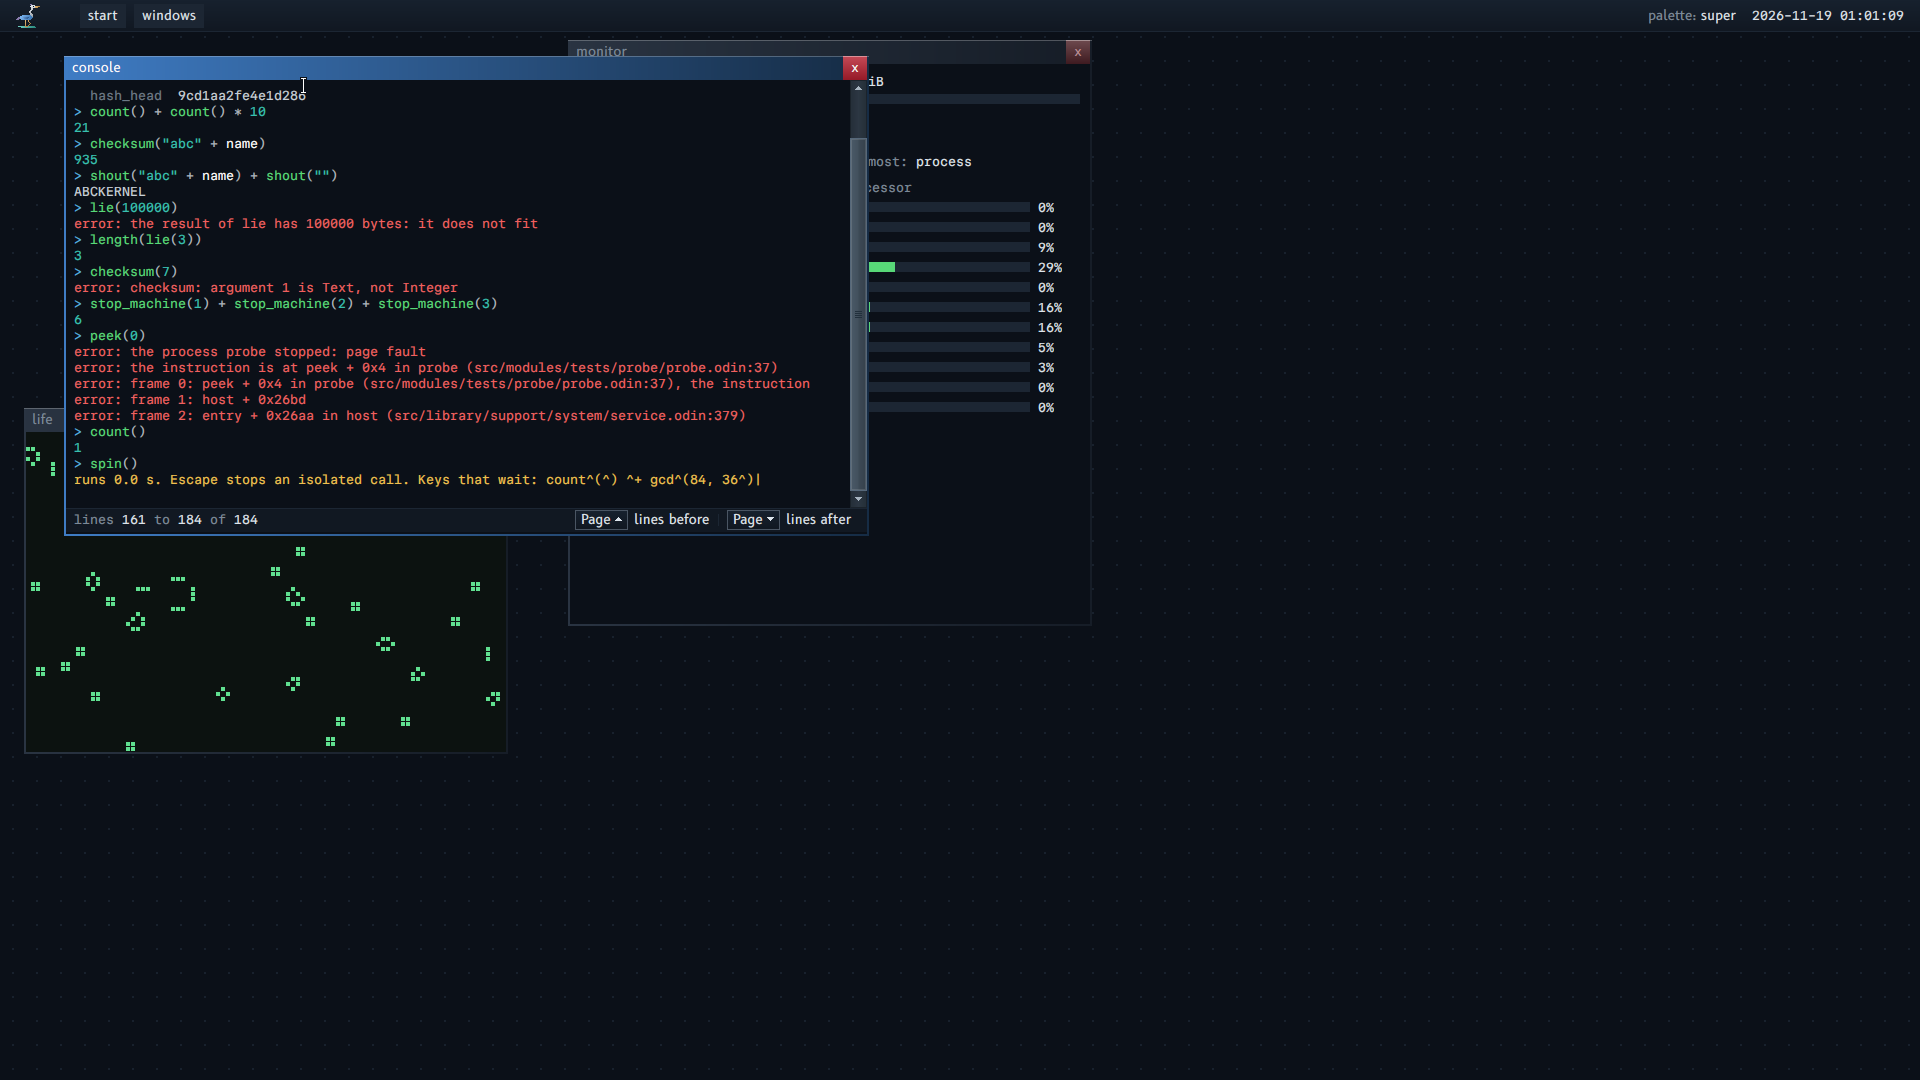 start windows palette: super 2026-11-19 01:01:09
monitor
console x x
iB
hash_head 9cd1aa2fe4e1d286
> count() + count() * 10
21
> checksum("abc" + name)
935
> shout("abc" + name) + shout("")
ABCKERNEL
> lie(100000)
error: the result of lie has 100000 bytes: it does not fit
> length(lie(3))
3
> checksum(7)
error: checksum: argument 1 is Text, not Integer
> stop_machine(1) + stop_machine(2) + stop_machine(3)
6
> peek(0)
error: the process probe stopped: page fault
error: the instruction is at peek + 0x4 in probe (src/modules/tests/probe/probe.odin:37)
error: frame 0: peek + 0x4 in probe (src/modules/tests/probe/probe.odin:37), the instruction
error: frame 1: host + 0x26bd
error: frame 2: entry + 0x26aa in host (src/library/support/system/service.odin:379)
> count()
1
> spin()
runs 0.0 s. Escape stops an isolated call. Keys that wait: count^(^) ^+ gcd^(84, 36^)|
lines 161 to 184 of 184 Page lines before Page lines after
most: process
cessor
0%
0%
9%
29%
0%
16%
16%
5%
3%
0%
0%
life